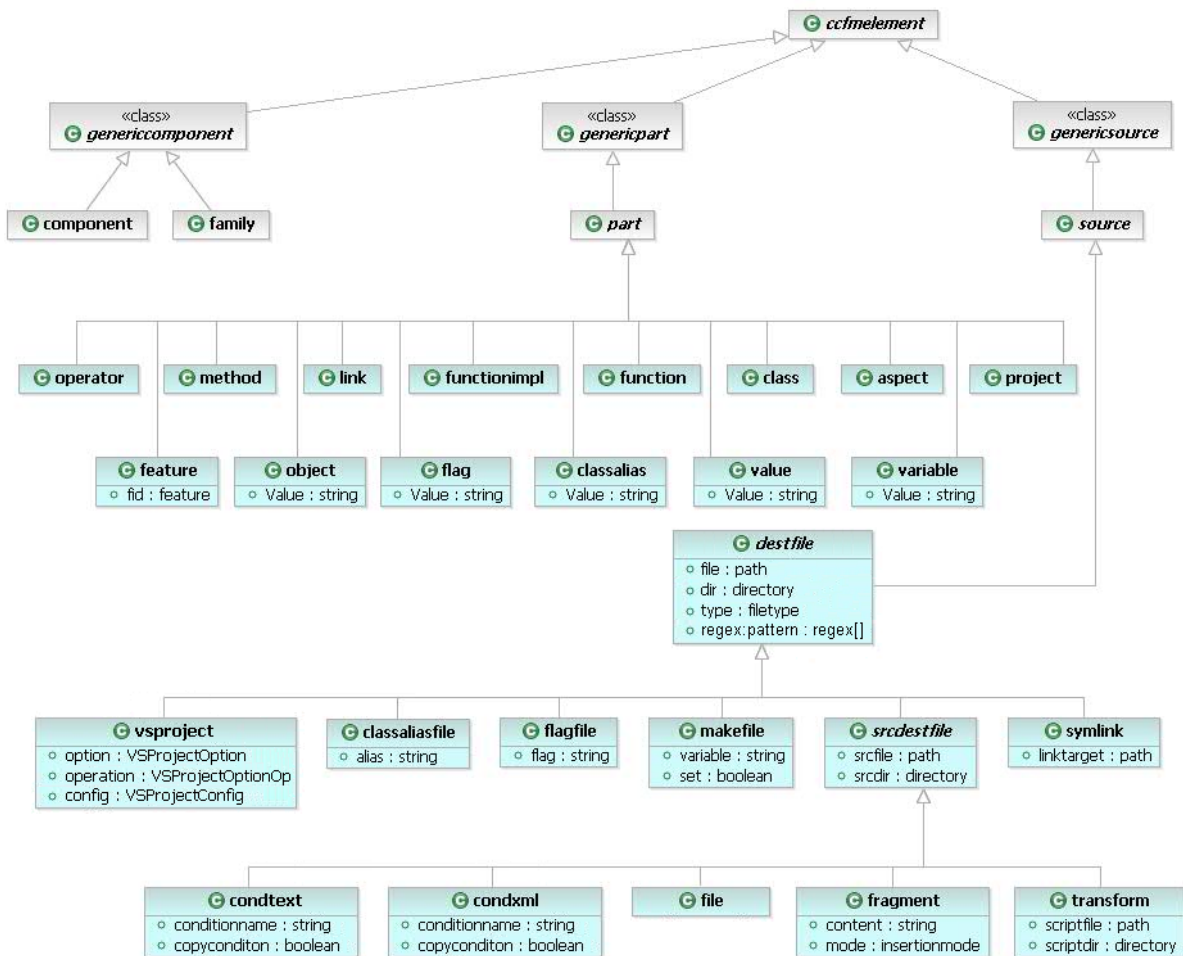 C ccfmelement
«class»
C genericcomponent
«class»
C genericpart
«class»
C genericsource
C component
C family
C part
C source
C operator
C method
C link
C functionimpl
C function
C class
C aspect
C project
C feature
fid : feature
C object
Value : string
C flag
Value : string
C classalias
Value : string
C value
Value : string
C variable
Value : string
C destfile
file : path
dir : directory
type : filetype
regex:pattern : regex[]
C vsproject
option : VSProjectOption
operation : VSProjectOptionOp
config : VSProjectConfig
C classaliasfile
alias : string
C flagfile
flag : string
C makefile
variable : string
set : boolean
C srcdestfile
srcfile : path
srcdir : directory
C symlink
linktarget : path
C condtext
conditionname : string
copyconditon : boolean
C condxml
conditionname : string
copyconditon : boolean
C file
C fragment
content : string
mode : insertionmode
C transform
scriptfile : path
scriptdir : directory